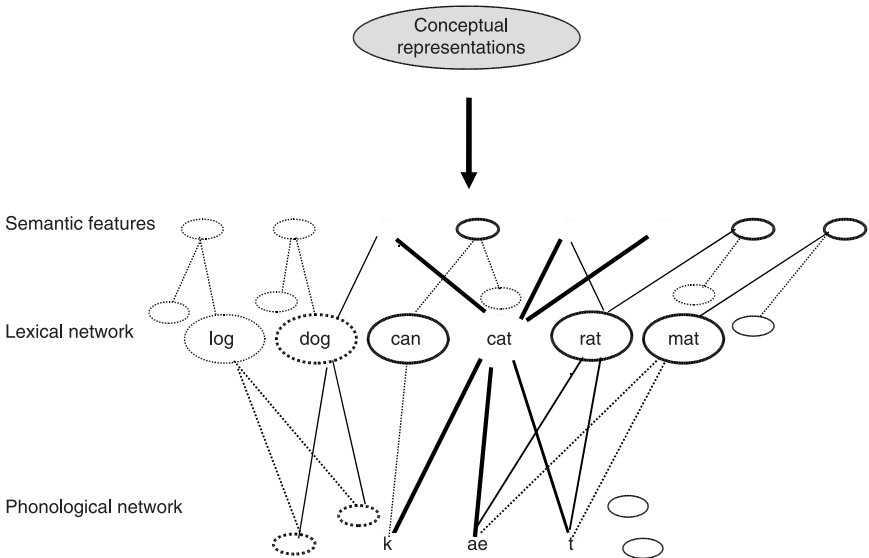 Conceptual
representations
Semantic features
Lexical network
log dog can cat rat mat
Phonological network
k ae t